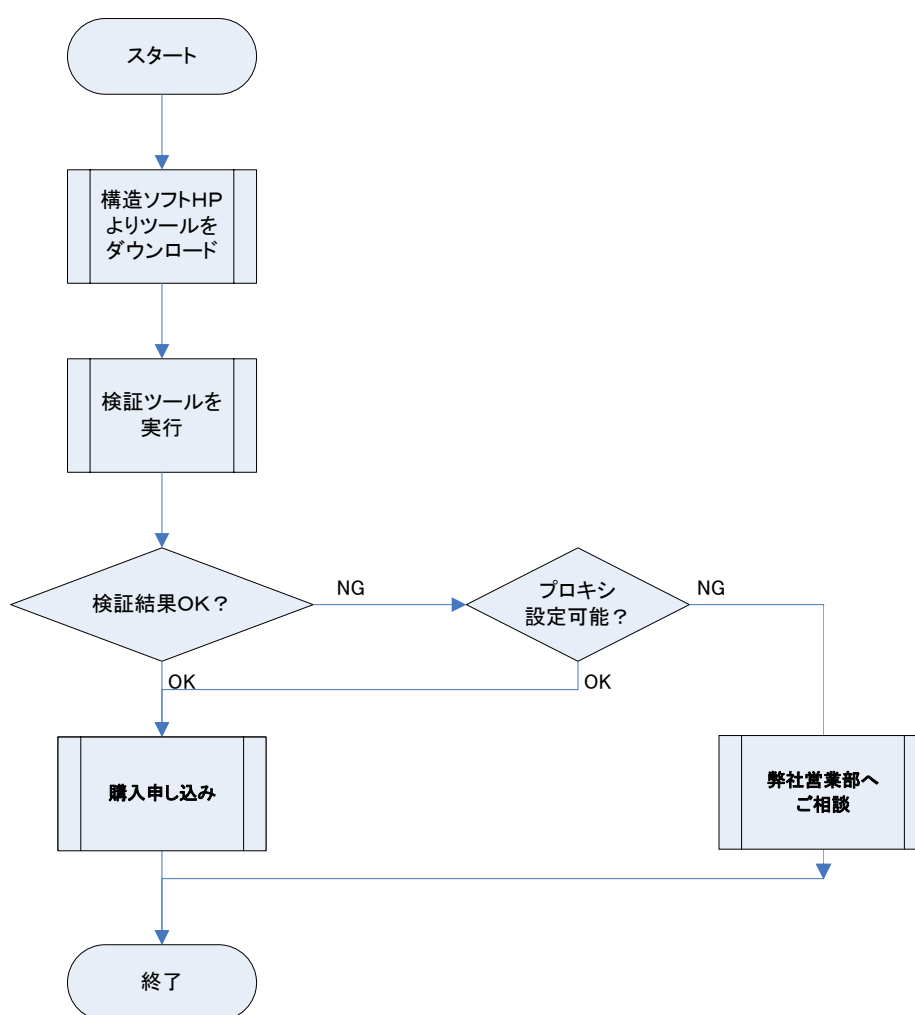 スタート
構造ソフトHP
よりツールを
ダウンロード
検証ツールを
実行
検証結果OK？
NG
プロキシ
設定可能？
NG
OK
OK
購入申し込み
弊社営業部へ
ご相談
終了